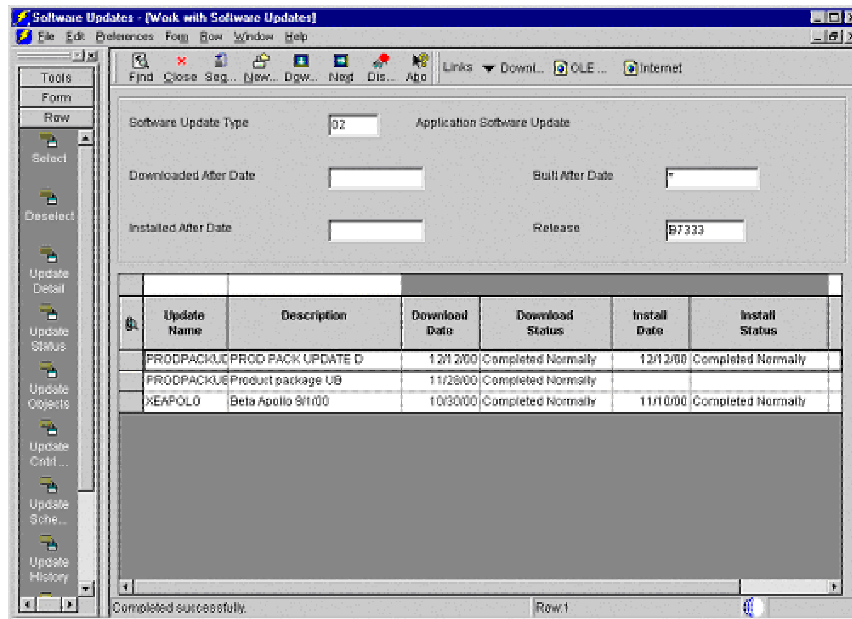 Software Updates - [Work with Software Updates]
File Edit Preferences Form Row Window Help
Find Close Seq... New... Dow... Next Dis... Abo Links Downl... OLE ... Internet
Tools
Form
Row
Select
Deselect
Update Detail
Update Status
Update Objects
Update Cntrl ...
Update Sche...
Update History
Software Update Type 02 Application Software Update
Downloaded After Date Built After Date *
Installed After Date Release B7333
Update Name Description Download Date Download Status Install Date Install Status
PROD PACK UPDATE D 12/12/00 Completed Normally 12/12/00 Completed Normally
Product package UB 11/28/00 Completed Normally
XEAPOLO Beta Apollo 9/1/00 10/30/00 Completed Normally 11/10/00 Completed Normally
Completed successfully. Row:1